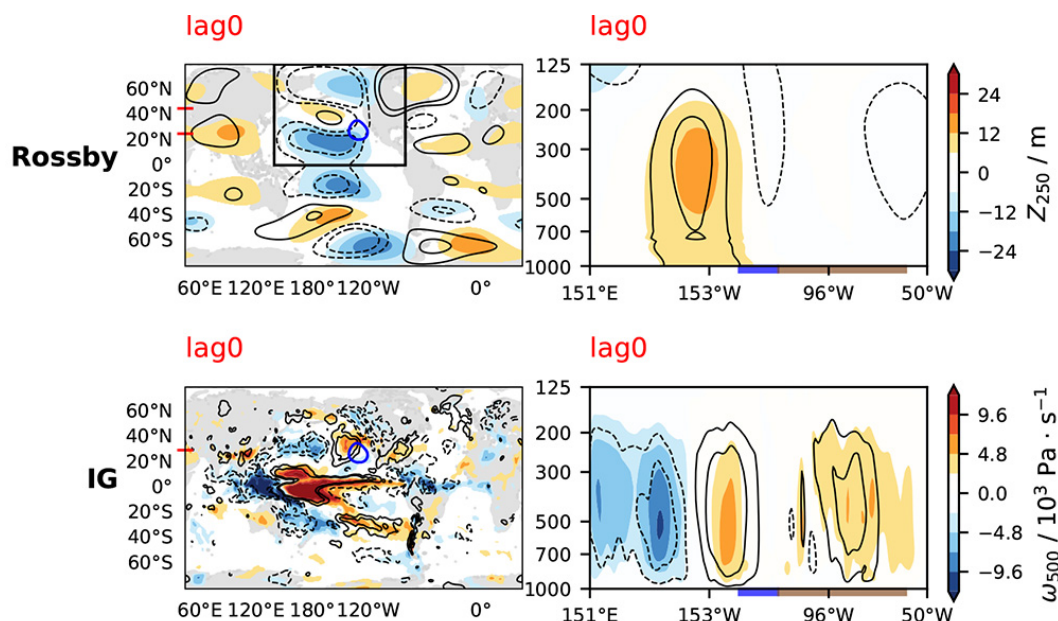 lag0 lag0
Rossby
60°N
40°N
20°N
0°
20°S
40°S
60°S
60°E 120°E 180° 120°W 0°
125
200
300
500
700
1000
151°E 153°W 96°W 50°W
24
12
0
−12
−24
Z250 / m
lag0 lag0
IG
60°N
40°N
20°N
0°
20°S
40°S
60°S
60°E 120°E 180° 120°W 0°
125
200
300
500
700
1000
151°E 153°W 96°W 50°W
9.6
4.8
0.0
−4.8
−9.6
ω500 / 10³ Pa · s⁻¹